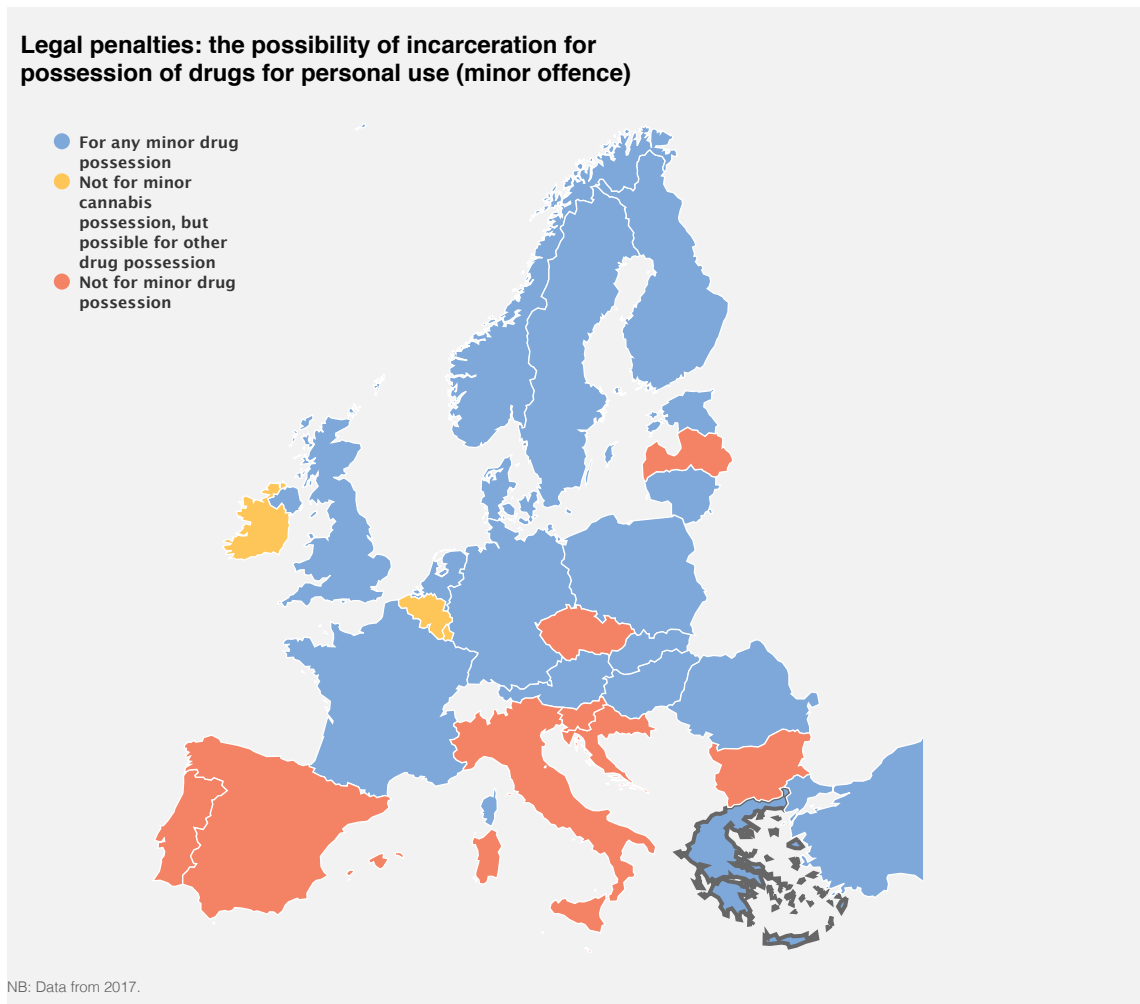 Legal penalties: the possibility of incarceration for
possession of drugs for personal use (minor offence)
For any minor drug
possession
Not for minor
cannabis
possession, but
possible for other
drug possession
Not for minor drug
possession
NB: Data from 2017.